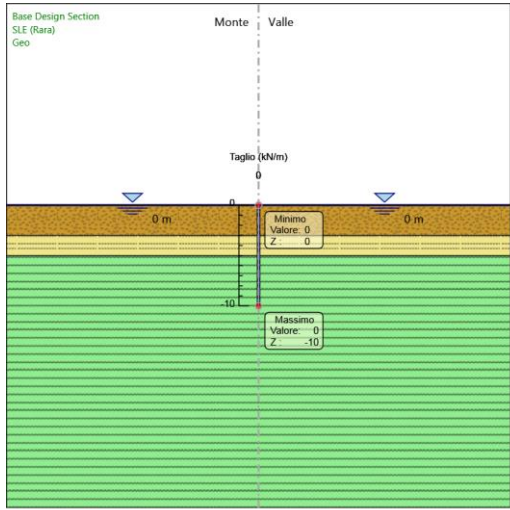 Base Design Section
SLE (Rara)
Geo
Monte Valle
Taglio (kN/m)
0
0
0 m
0 m
Minimo
Valore: 0
Z : 0
-10
Massimo
Valore: 0
Z : -10